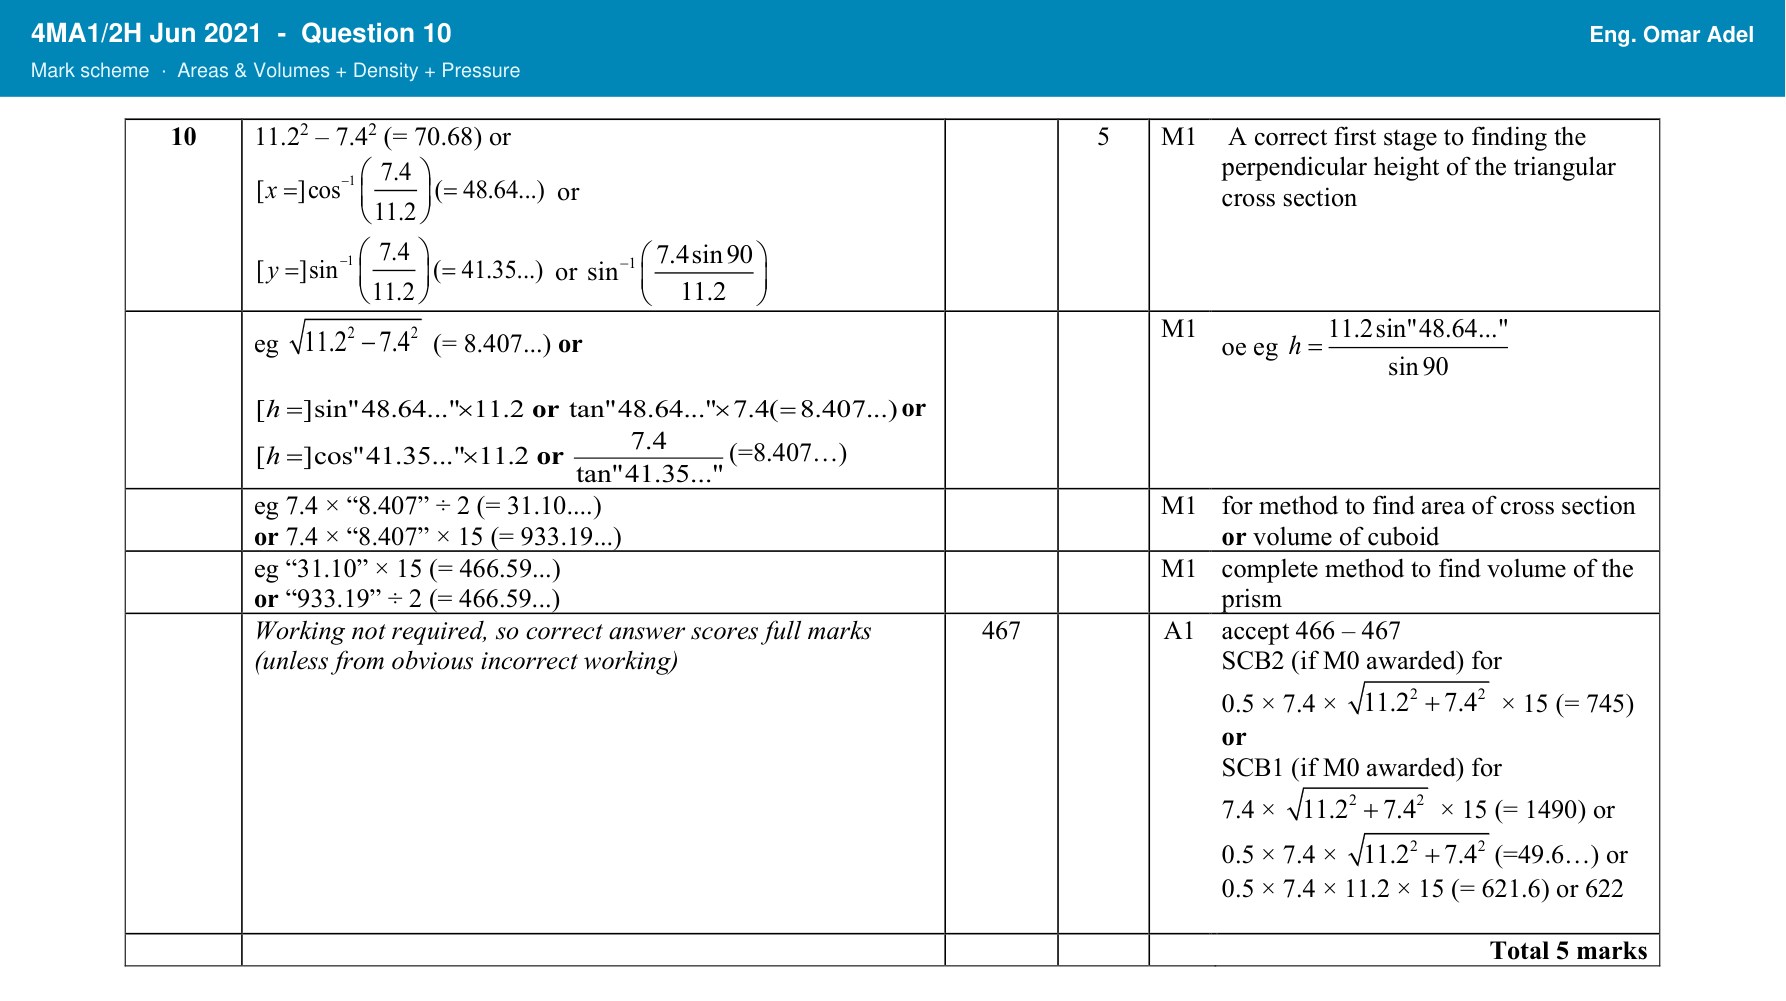 4MA1/2H Jun 2021 - Question 10
Eng. Omar Adel
Mark scheme · Areas & Volumes + Density + Pressure
10
11.2² – 7.4² (= 70.68) or
[x =]cos⁻¹(7.4/11.2)(= 48.64...) or
[y =]sin⁻¹(7.4/11.2)(= 41.35...) or sin⁻¹(7.4sin 90/11.2)
5
M1 A correct first stage to finding the
perpendicular height of the triangular
cross section
eg √(11.2² – 7.4²) (= 8.407...) or
[h =]sin"48.64..."×11.2 or tan"48.64..."×7.4(= 8.407...) or
[h =]cos"41.35..."×11.2 or 7.4/tan"41.35..." (=8.407…)
M1 oe eg h = 11.2sin"48.64..."/sin 90
eg 7.4 × “8.407” ÷ 2 (= 31.10....)
or 7.4 × “8.407” × 15 (= 933.19...)
M1 for method to find area of cross section
or volume of cuboid
eg “31.10” × 15 (= 466.59...)
or “933.19” ÷ 2 (= 466.59...)
M1 complete method to find volume of the
prism
Working not required, so correct answer scores full marks
(unless from obvious incorrect working)
467
A1 accept 466 – 467
SCB2 (if M0 awarded) for
0.5 × 7.4 × √(11.2² + 7.4²) × 15 (= 745)
or
SCB1 (if M0 awarded) for
7.4 × √(11.2² + 7.4²) × 15 (= 1490) or
0.5 × 7.4 × √(11.2² + 7.4²) (=49.6…) or
0.5 × 7.4 × 11.2 × 15 (= 621.6) or 622
Total 5 marks